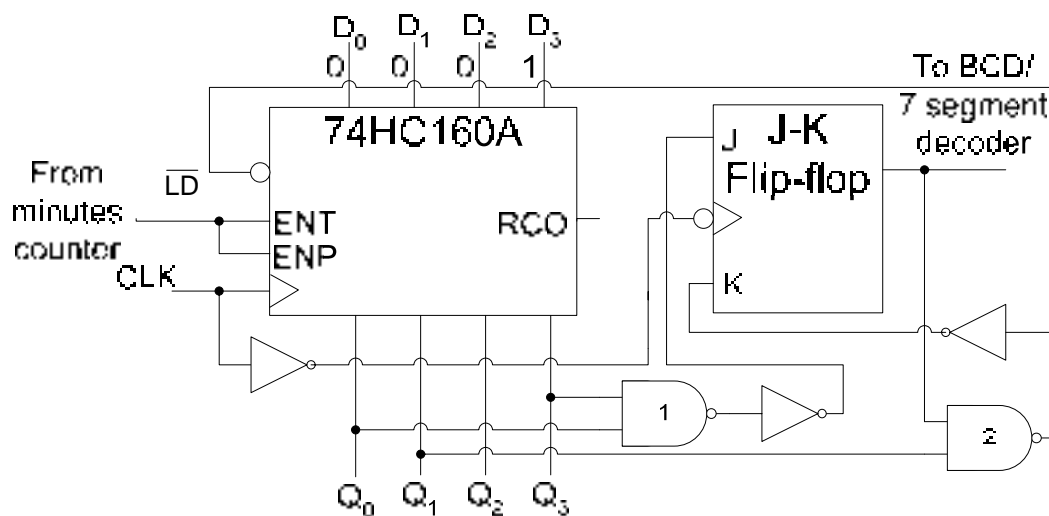 D0 D1 D2 D3
0 0 0 1
To BCD/
7 segment
decoder
74HC160A
J-K
Flip-flop
J
K
From
minutes
counter
LD
ENT
ENP
RCO
CLK
1
2
Q0 Q1 Q2 Q3